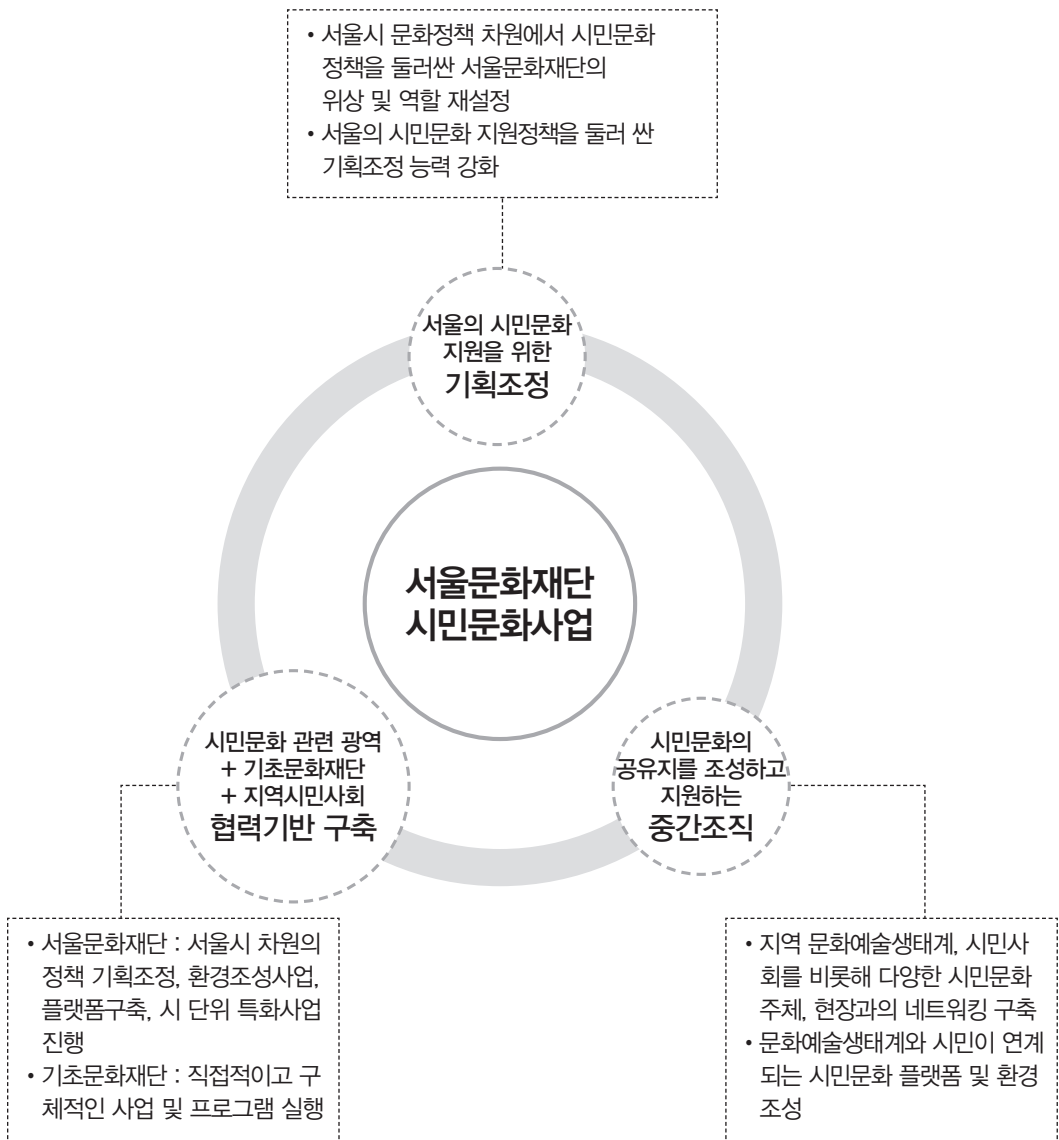 • 서울시 문화정책 차원에서 시민문화
정책을 둘러싼 서울문화재단의
위상 및 역할 재설정
• 서울의 시민문화 지원정책을 둘러 싼
기획조정 능력 강화
서울의 시민문화
지원을 위한
기획조정
서울문화재단
시민문화사업
시민문화 관련 광역
+ 기초문화재단
+ 지역시민사회
협력기반 구축
시민문화의
공유지를 조성하고
지원하는
중간조직
• 서울문화재단 : 서울시 차원의
정책 기획조정, 환경조성사업,
플랫폼구축, 시 단위 특화사업
진행
• 기초문화재단 : 직접적이고 구
체적인 사업 및 프로그램 실행
• 지역 문화예술생태계, 시민사
회를 비롯해 다양한 시민문화
주체, 현장과의 네트워킹 구축
• 문화예술생태계와 시민이 연계
되는 시민문화 플랫폼 및 환경
조성